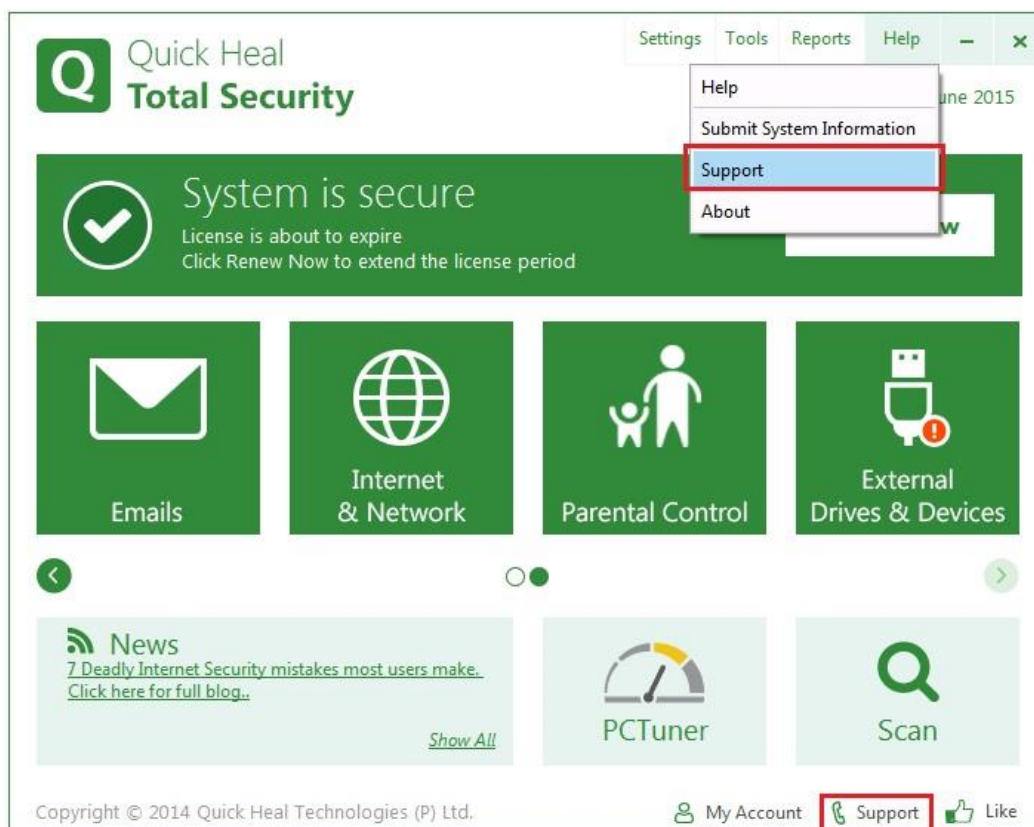 Quick Heal
Total Security
Settings Tools Reports Help
Help
Submit System Information
Support
About
2015
System is secure
License is about to expire
Click Renew Now to extend the license period
Emails
Internet
& Network
Parental Control
External
Drives & Devices
News
7 Deadly Internet Security mistakes most users make.
Click here for full blog..
Show All
PCTuner
Scan
Copyright © 2014 Quick Heal Technologies (P) Ltd.
My Account Support Like